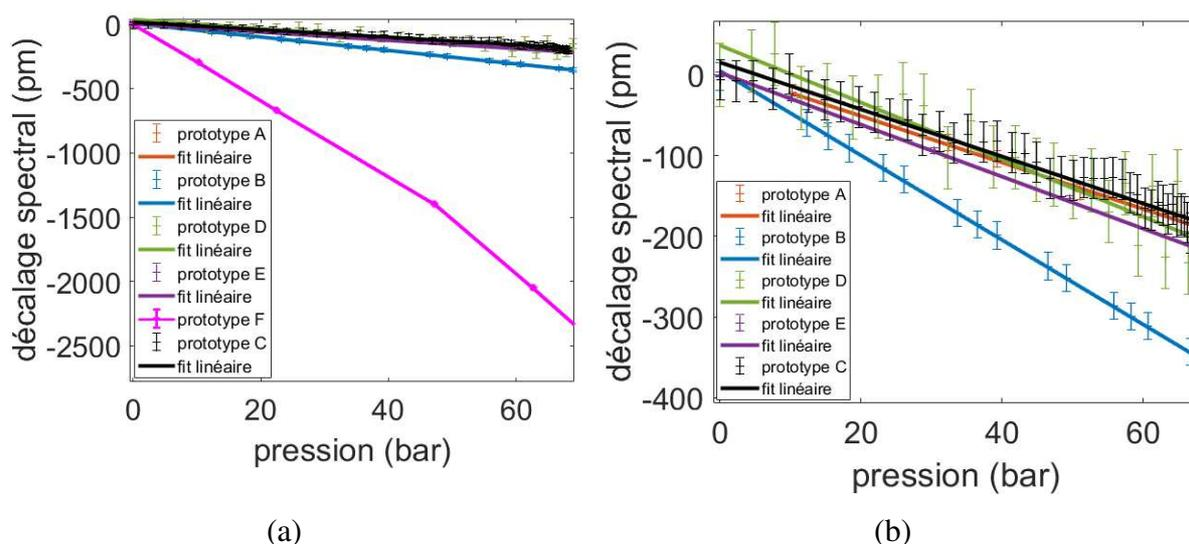 décalage spectral (pm)
0
-500
-1000
-1500
-2000
-2500
prototype A
fit linéaire
prototype B
fit linéaire
prototype D
fit linéaire
prototype E
fit linéaire
prototype F
prototype C
fit linéaire
0 20 40 60
pression (bar)
(a)
décalage spectral (pm)
0
-100
-200
-300
-400
prototype A
fit linéaire
prototype B
fit linéaire
prototype D
fit linéaire
prototype E
fit linéaire
prototype C
fit linéaire
0 20 40 60
pression (bar)
(b)